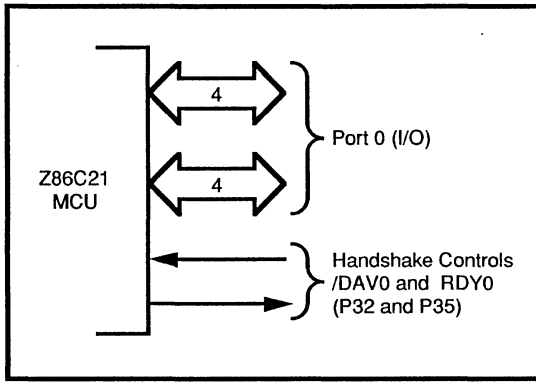 4
Port 0 (I/O)
4
Z86C21
MCU
Handshake Controls
/DAV0 and RDY0
(P32 and P35)